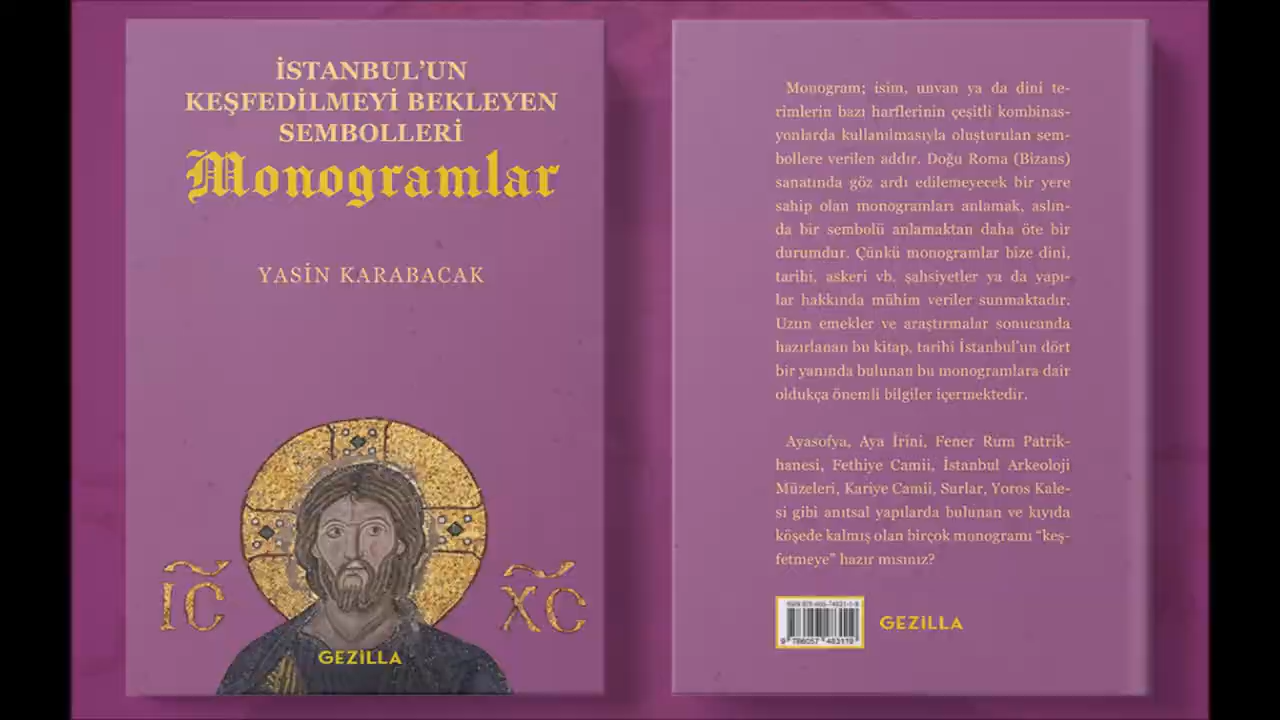 İSTANBUL'UN
KEŞFEDİLMEYİ BEKLEYEN
SEMBOLLERİ
Monogramlar
YASİN KARABACAK
IC
XC
GEZILLA
Monogram; isim, unvan ya da dini te-
rimlerin bazı harflerinin çeşitli kombinas-
yonlarda kullanılmasıyla oluşturulan sem-
bollere verilen addır. Doğu Roma (Bizans)
sanatında göz ardı edilemeyecek bir yere
sahip olan monogramları anlamak, aslın-
da bir sembolü anlamaktan daha öte bir
durumdur. Çünkü monogramlar bize dini,
tarihi, askeri vb. şahsiyetler ya da yapı-
lar hakkında mühim veriler sunmaktadır.
Uzun emekler ve araştırmalar sonucunda
hazırlanan bu kitap, tarihi İstanbul'un dört
bir yanında bulunan bu monogramlara dair
oldukça önemli bilgiler içermektedir.
Ayasofya, Aya İrini, Fener Rum Patrik-
hanesi, Fethiye Camii, İstanbul Arkeoloji
Müzeleri, Kariye Camii, Surlar, Yoros Kale-
si gibi anıtsal yapılarda bulunan ve kıyıda
köşede kalmış olan birçok monogramı "keş-
fetmeye" hazır mısınız?
GEZILLA